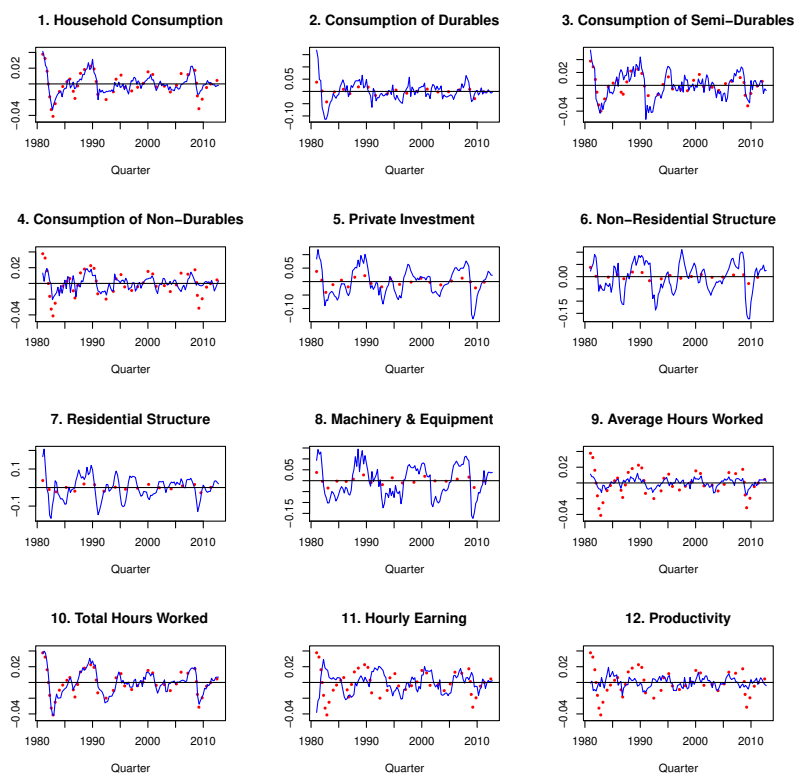 1. Household Consumption
0.02
−0.04
1980 1990 2000 2010
Quarter
2. Consumption of Durables
0.05
−0.10
1980 1990 2000 2010
Quarter
3. Consumption of Semi−Durables
0.02
−0.04
1980 1990 2000 2010
Quarter
4. Consumption of Non−Durables
0.02
−0.04
1980 1990 2000 2010
Quarter
5. Private Investment
0.05
−0.10
1980 1990 2000 2010
Quarter
6. Non−Residential Structure
0.00
−0.15
1980 1990 2000 2010
Quarter
7. Residential Structure
0.1
−0.1
1980 1990 2000 2010
Quarter
8. Machinery & Equipment
0.05
−0.15
1980 1990 2000 2010
Quarter
9. Average Hours Worked
0.02
−0.04
1980 1990 2000 2010
Quarter
10. Total Hours Worked
0.02
−0.04
1980 1990 2000 2010
Quarter
11. Hourly Earning
0.02
−0.04
1980 1990 2000 2010
Quarter
12. Productivity
0.02
−0.04
1980 1990 2000 2010
Quarter